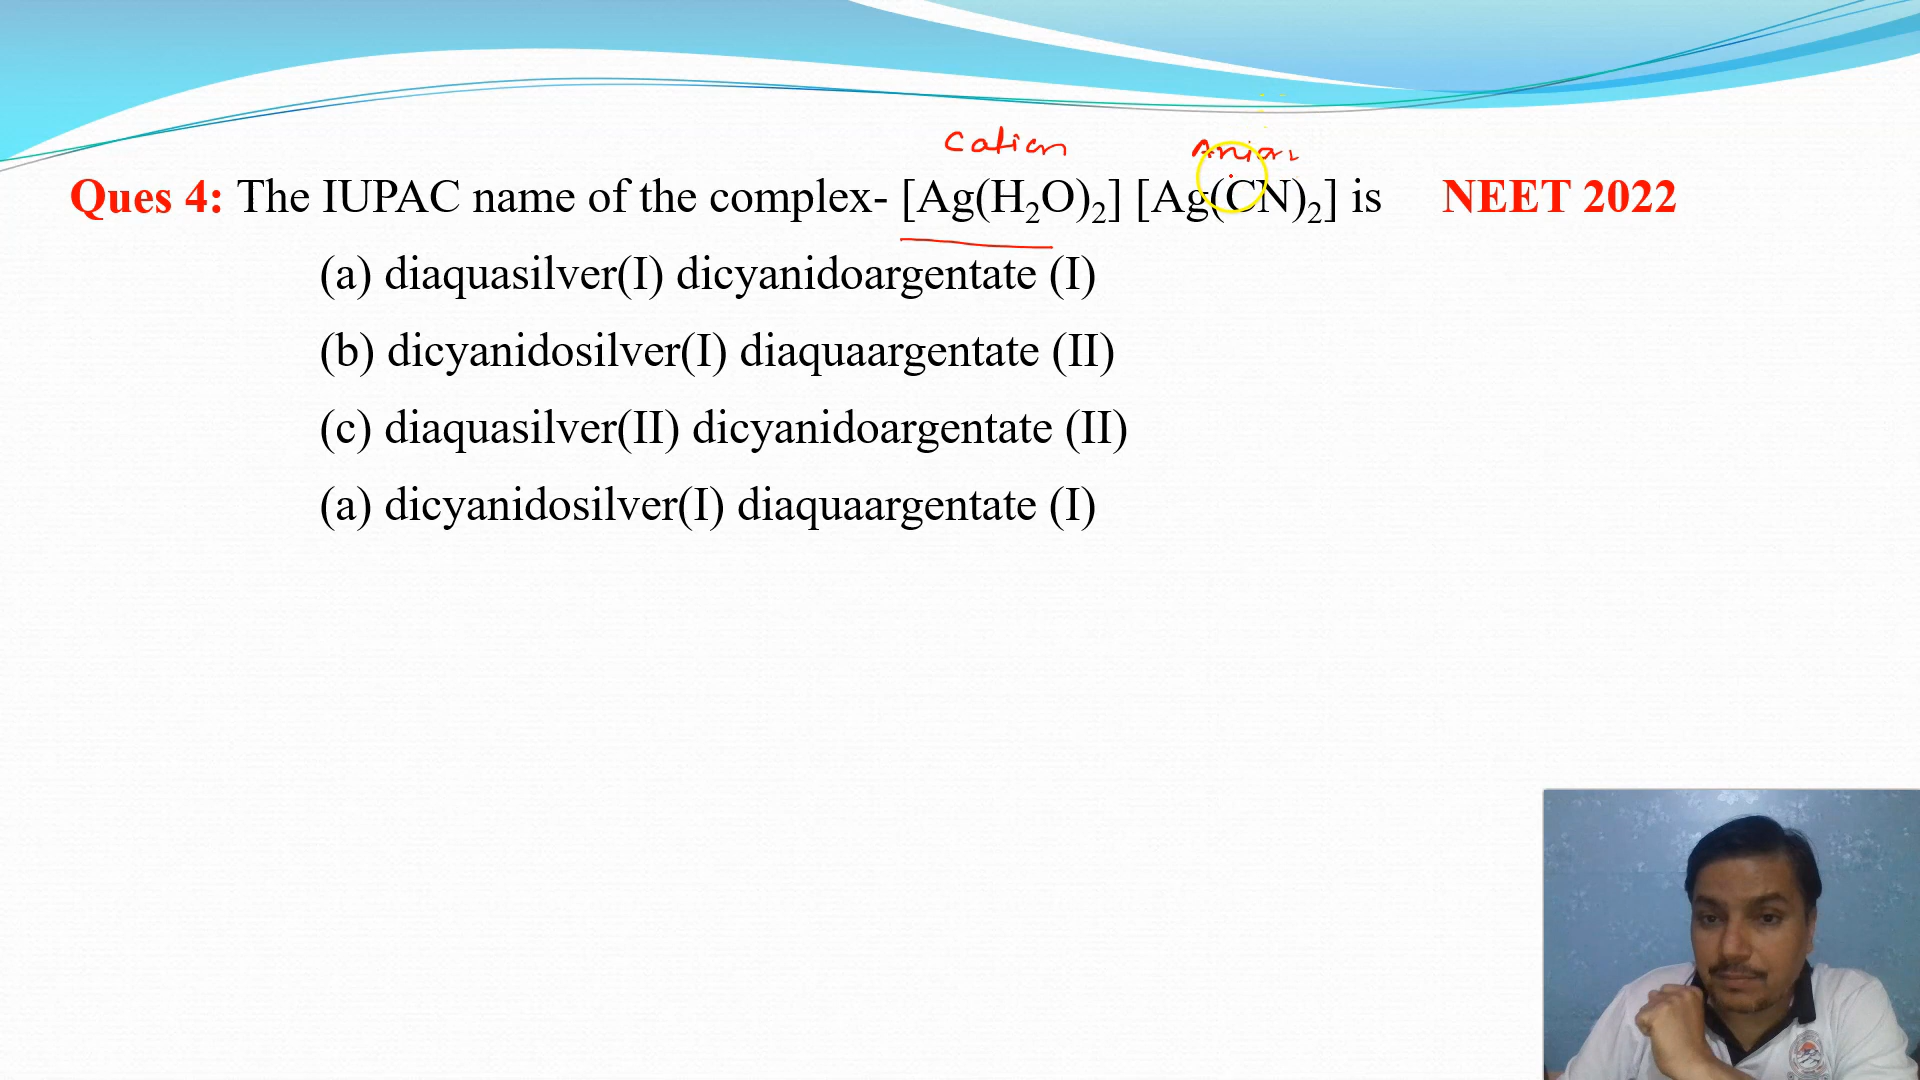 Cation Anion
Ques 4: The IUPAC name of the complex- [Ag(H₂O)₂] [Ag(CN)₂] is NEET 2022
(a) diaquasilver(I) dicyanidoargentate (I)
(b) dicyanidosilver(I) diaquaargentate (II)
(c) diaquasilver(II) dicyanidoargentate (II)
(a) dicyanidosilver(I) diaquaargentate (I)